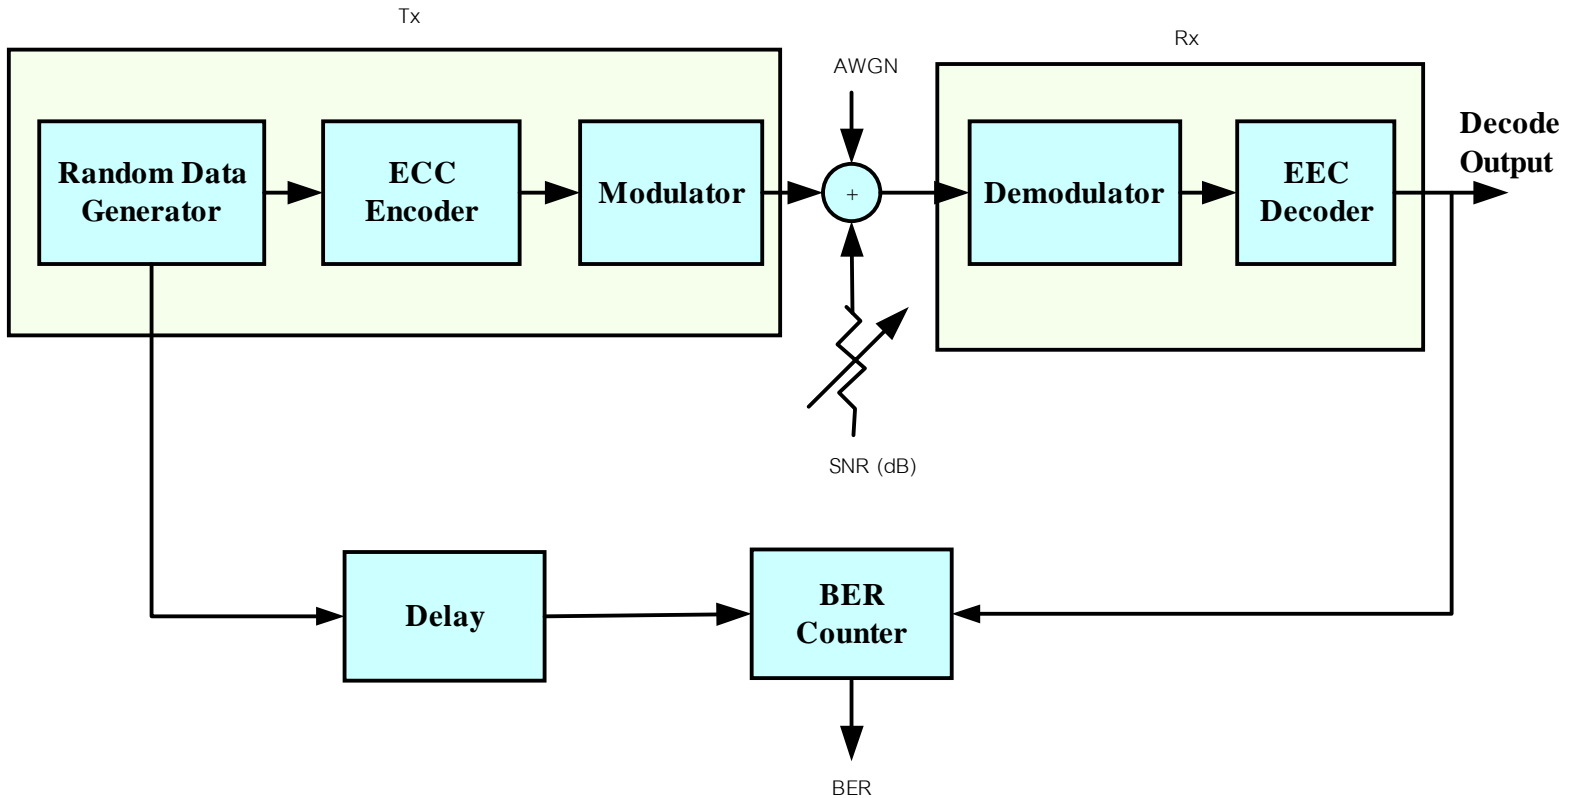 Tx
Rx
AWGN
Decode
Output
Random Data
Generator
ECC
Encoder
Modulator
+
Demodulator
EEC
Decoder
SNR (dB)
Delay
BER
Counter
BER